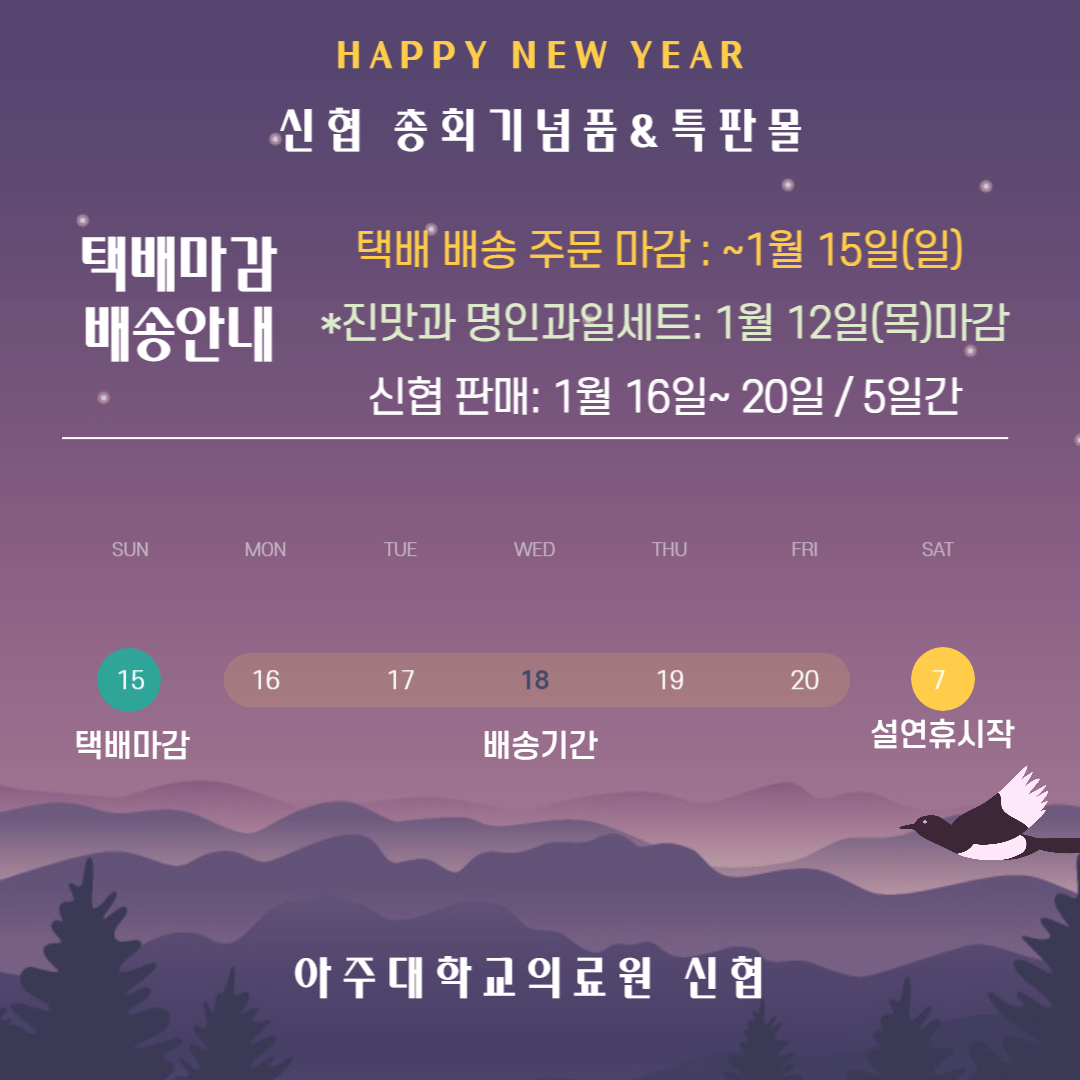 HAPPY NEW YEAR
신협 총회기념품&특판몰
택배마감
배송안내
택배 배송 주문 마감 : ~1월 15일(일)
*진맛과 명인과일세트: 1월 12일(목)마감
신협 판매: 1월 16일~ 20일 / 5일간
SUN MON TUE WED THU FRI SAT
15 16 17 18 19 20 7
택배마감 배송기간 설연휴시작
아주대학교의료원 신협